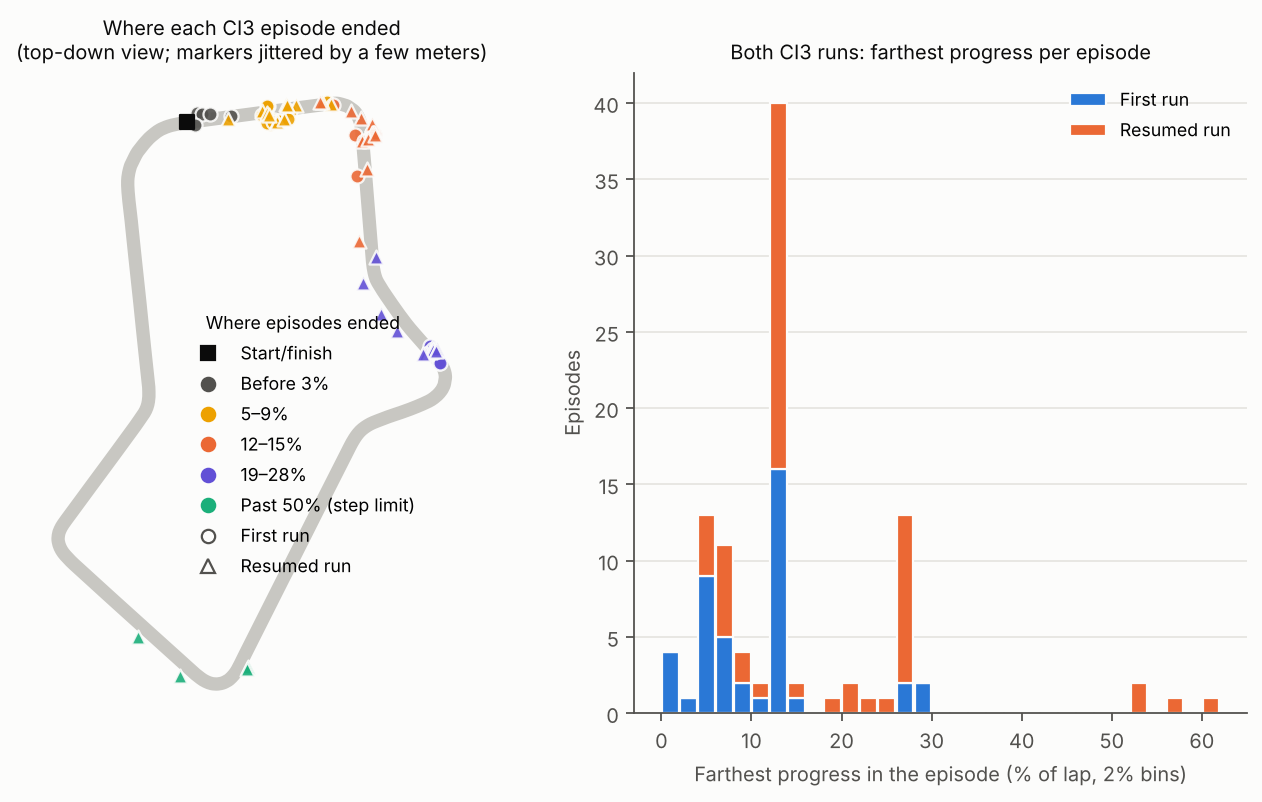 Where each CI3 episode ended
(top-down view; markers jittered by a few meters)
Where episodes ended
Start/finish
Before 3%
5–9%
12–15%
19–28%
Past 50% (step limit)
First run
Resumed run
Both CI3 runs: farthest progress per episode
First run
Resumed run
Episodes
40
35
30
25
20
15
10
5
0
0 10 20 30 40 50 60
Farthest progress in the episode (% of lap, 2% bins)